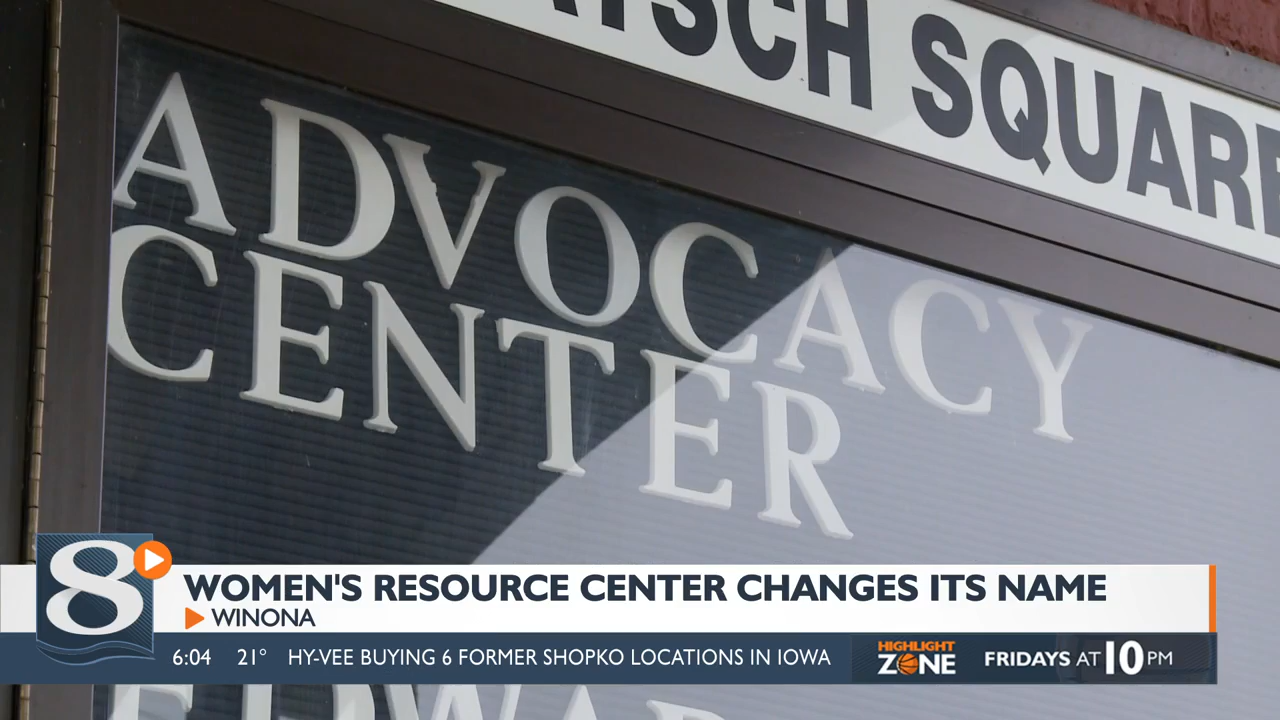 SQUARE
ADVOCACY
CENTER
8
WOMEN'S RESOURCE CENTER CHANGES ITS NAME
WINONA
6:04 21° HY-VEE BUYING 6 FORMER SHOPKO LOCATIONS IN IOWA
HIGHLIGHT
ZONE
FRIDAYS AT 10 PM